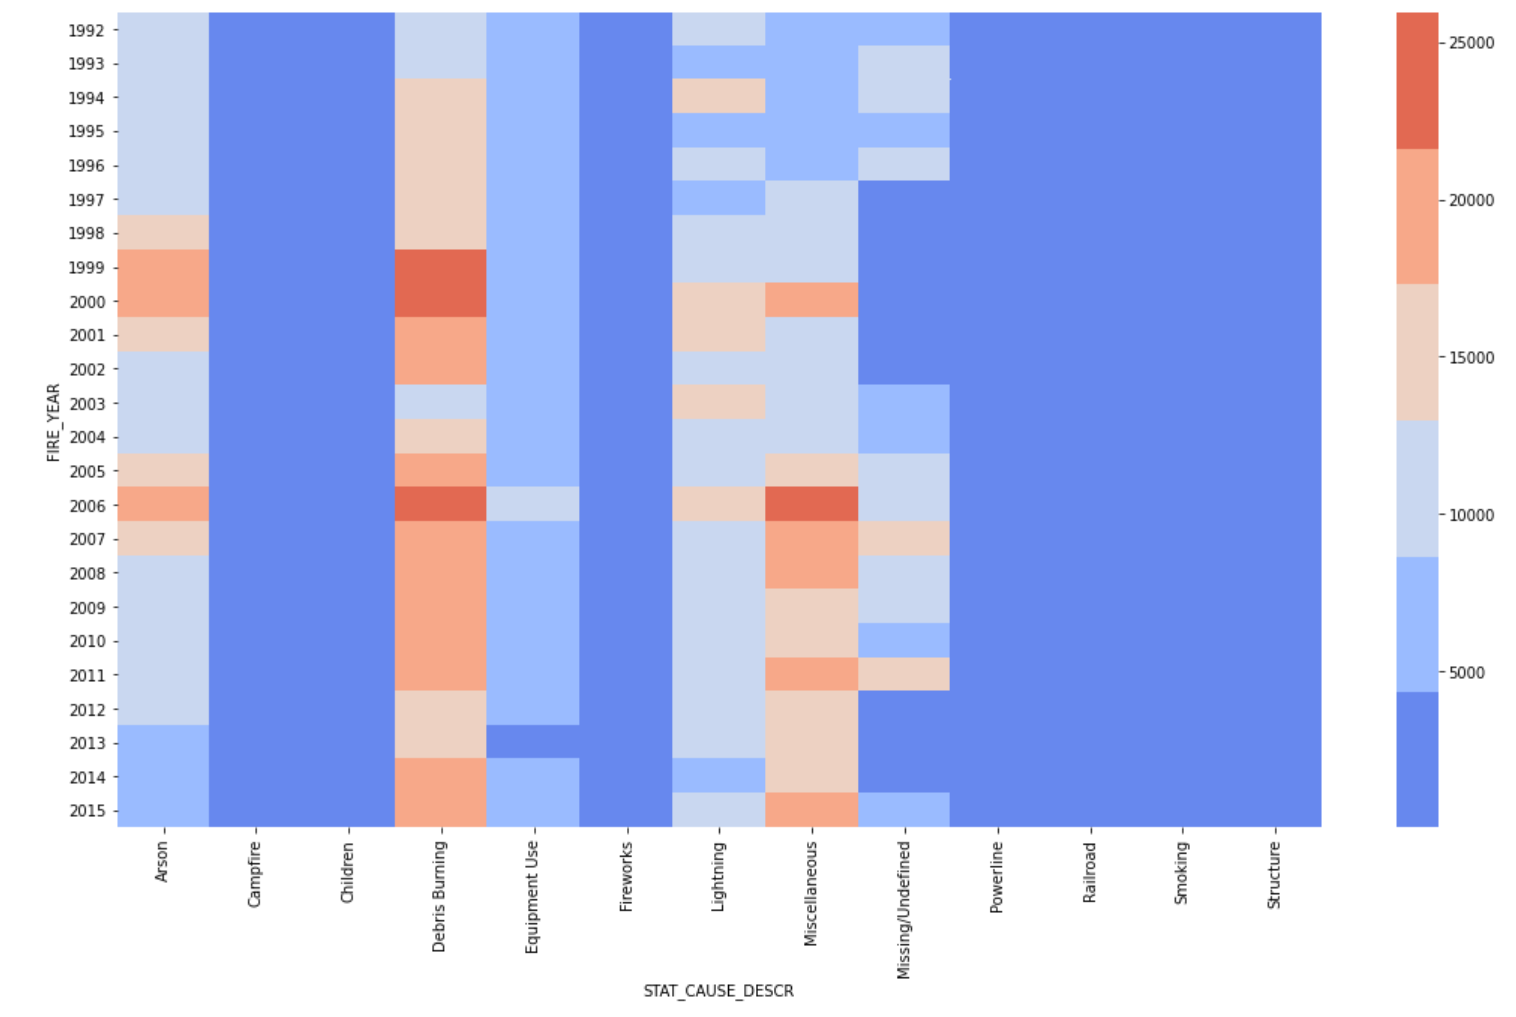 FIRE_YEAR
1992
1993
1994
1995
1996
1997
1998
1999
2000
2001
2002
2003
2004
2005
2006
2007
2008
2009
2010
2011
2012
2013
2014
2015
Arson
Campfire
Children
Debris Burning
Equipment Use
Fireworks
Lightning
Miscellaneous
Missing/Undefined
Powerline
Railroad
Smoking
Structure
STAT_CAUSE_DESCR
25000
20000
15000
10000
5000